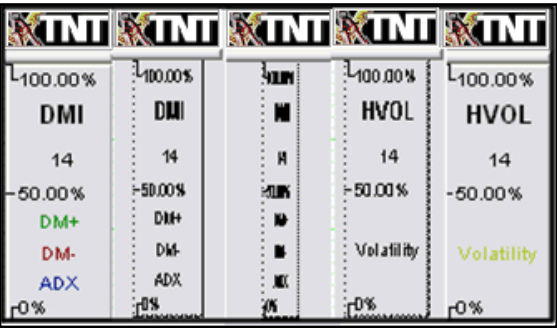 TNT TNT TNT TNT TNT
100.00% 100.00% 100.00% 100.00%
DMI DMI HVOL HVOL
14 14 14 14
50.00% 50.00% 50.00% 50.00%
DM+ DM+
DM- DM- Volatility Volatility
ADX ADX
0% 0% 0% 0% 0%